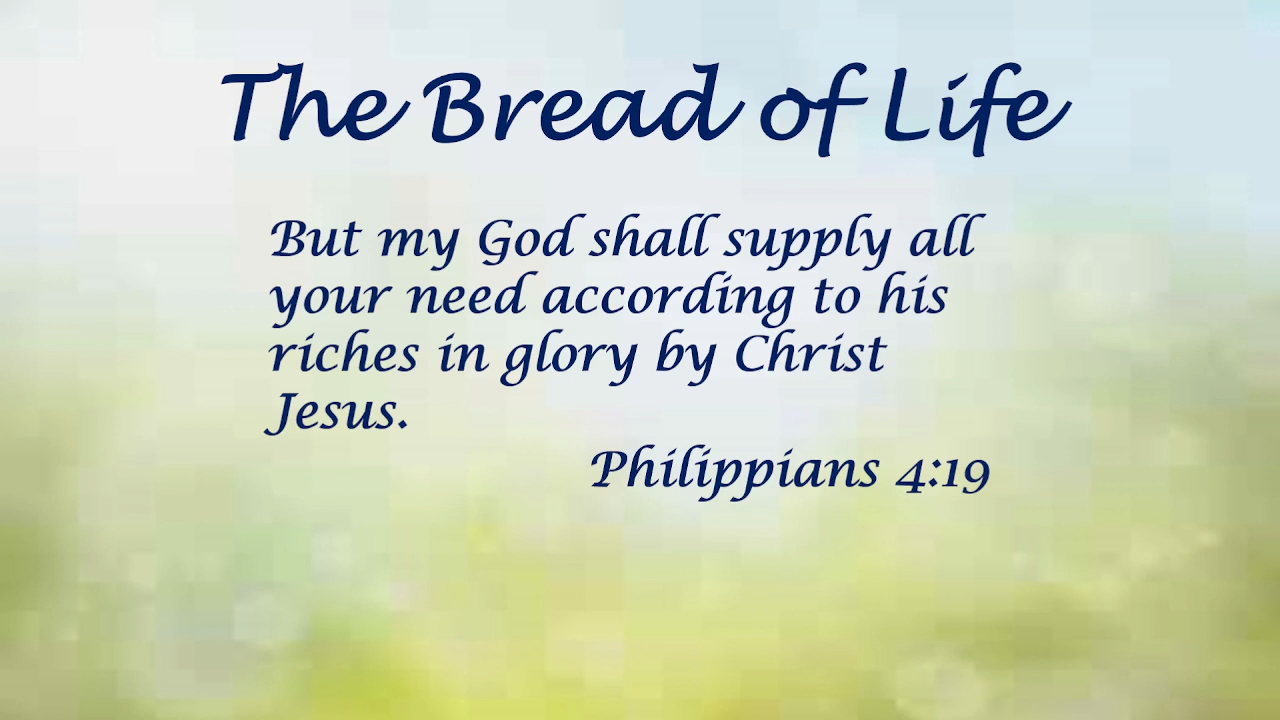 The Bread of Life
But my God shall supply all
your need according to his
riches in glory by Christ
Jesus.
Philippians 4:19